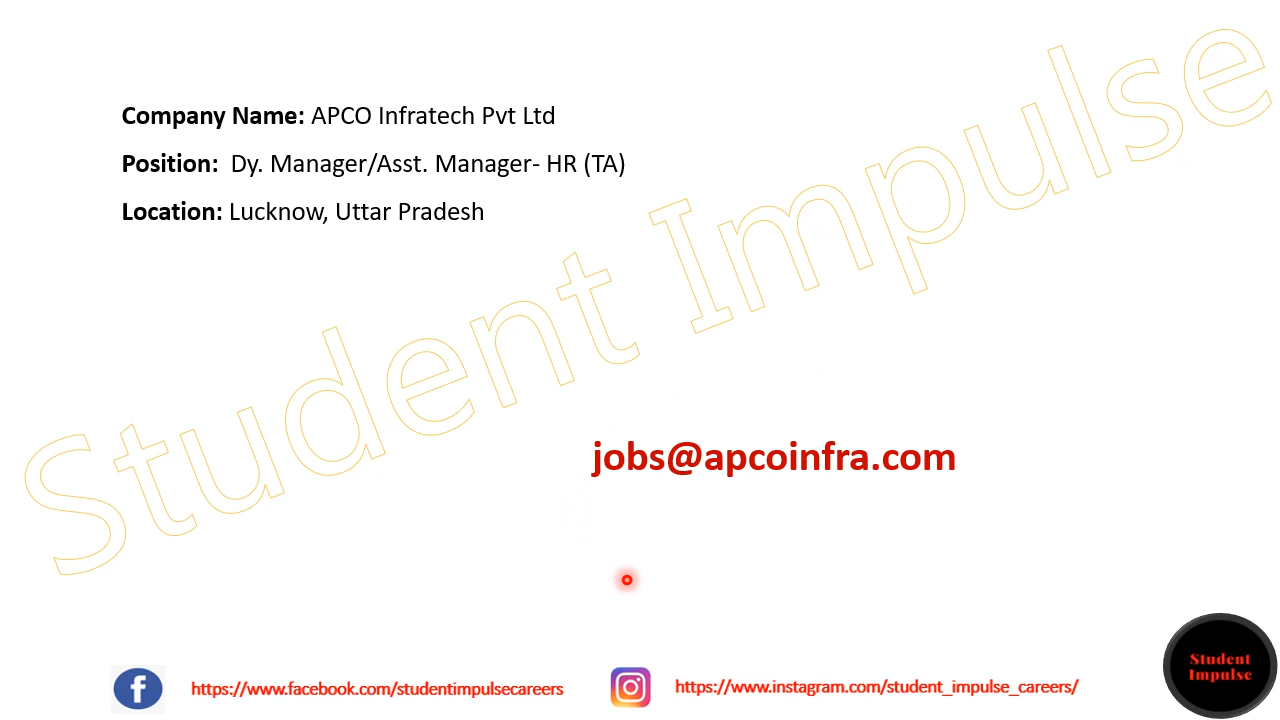 Company Name: APCO Infratech Pvt Ltd
Position: Dy. Manager/Asst. Manager- HR (TA)
Location: Lucknow, Uttar Pradesh
Student Impulse
jobs@apcoinfra.com
https://www.facebook.com/studentimpulsecareers
https://www.instagram.com/student_impulse_careers/
Student
Impulse